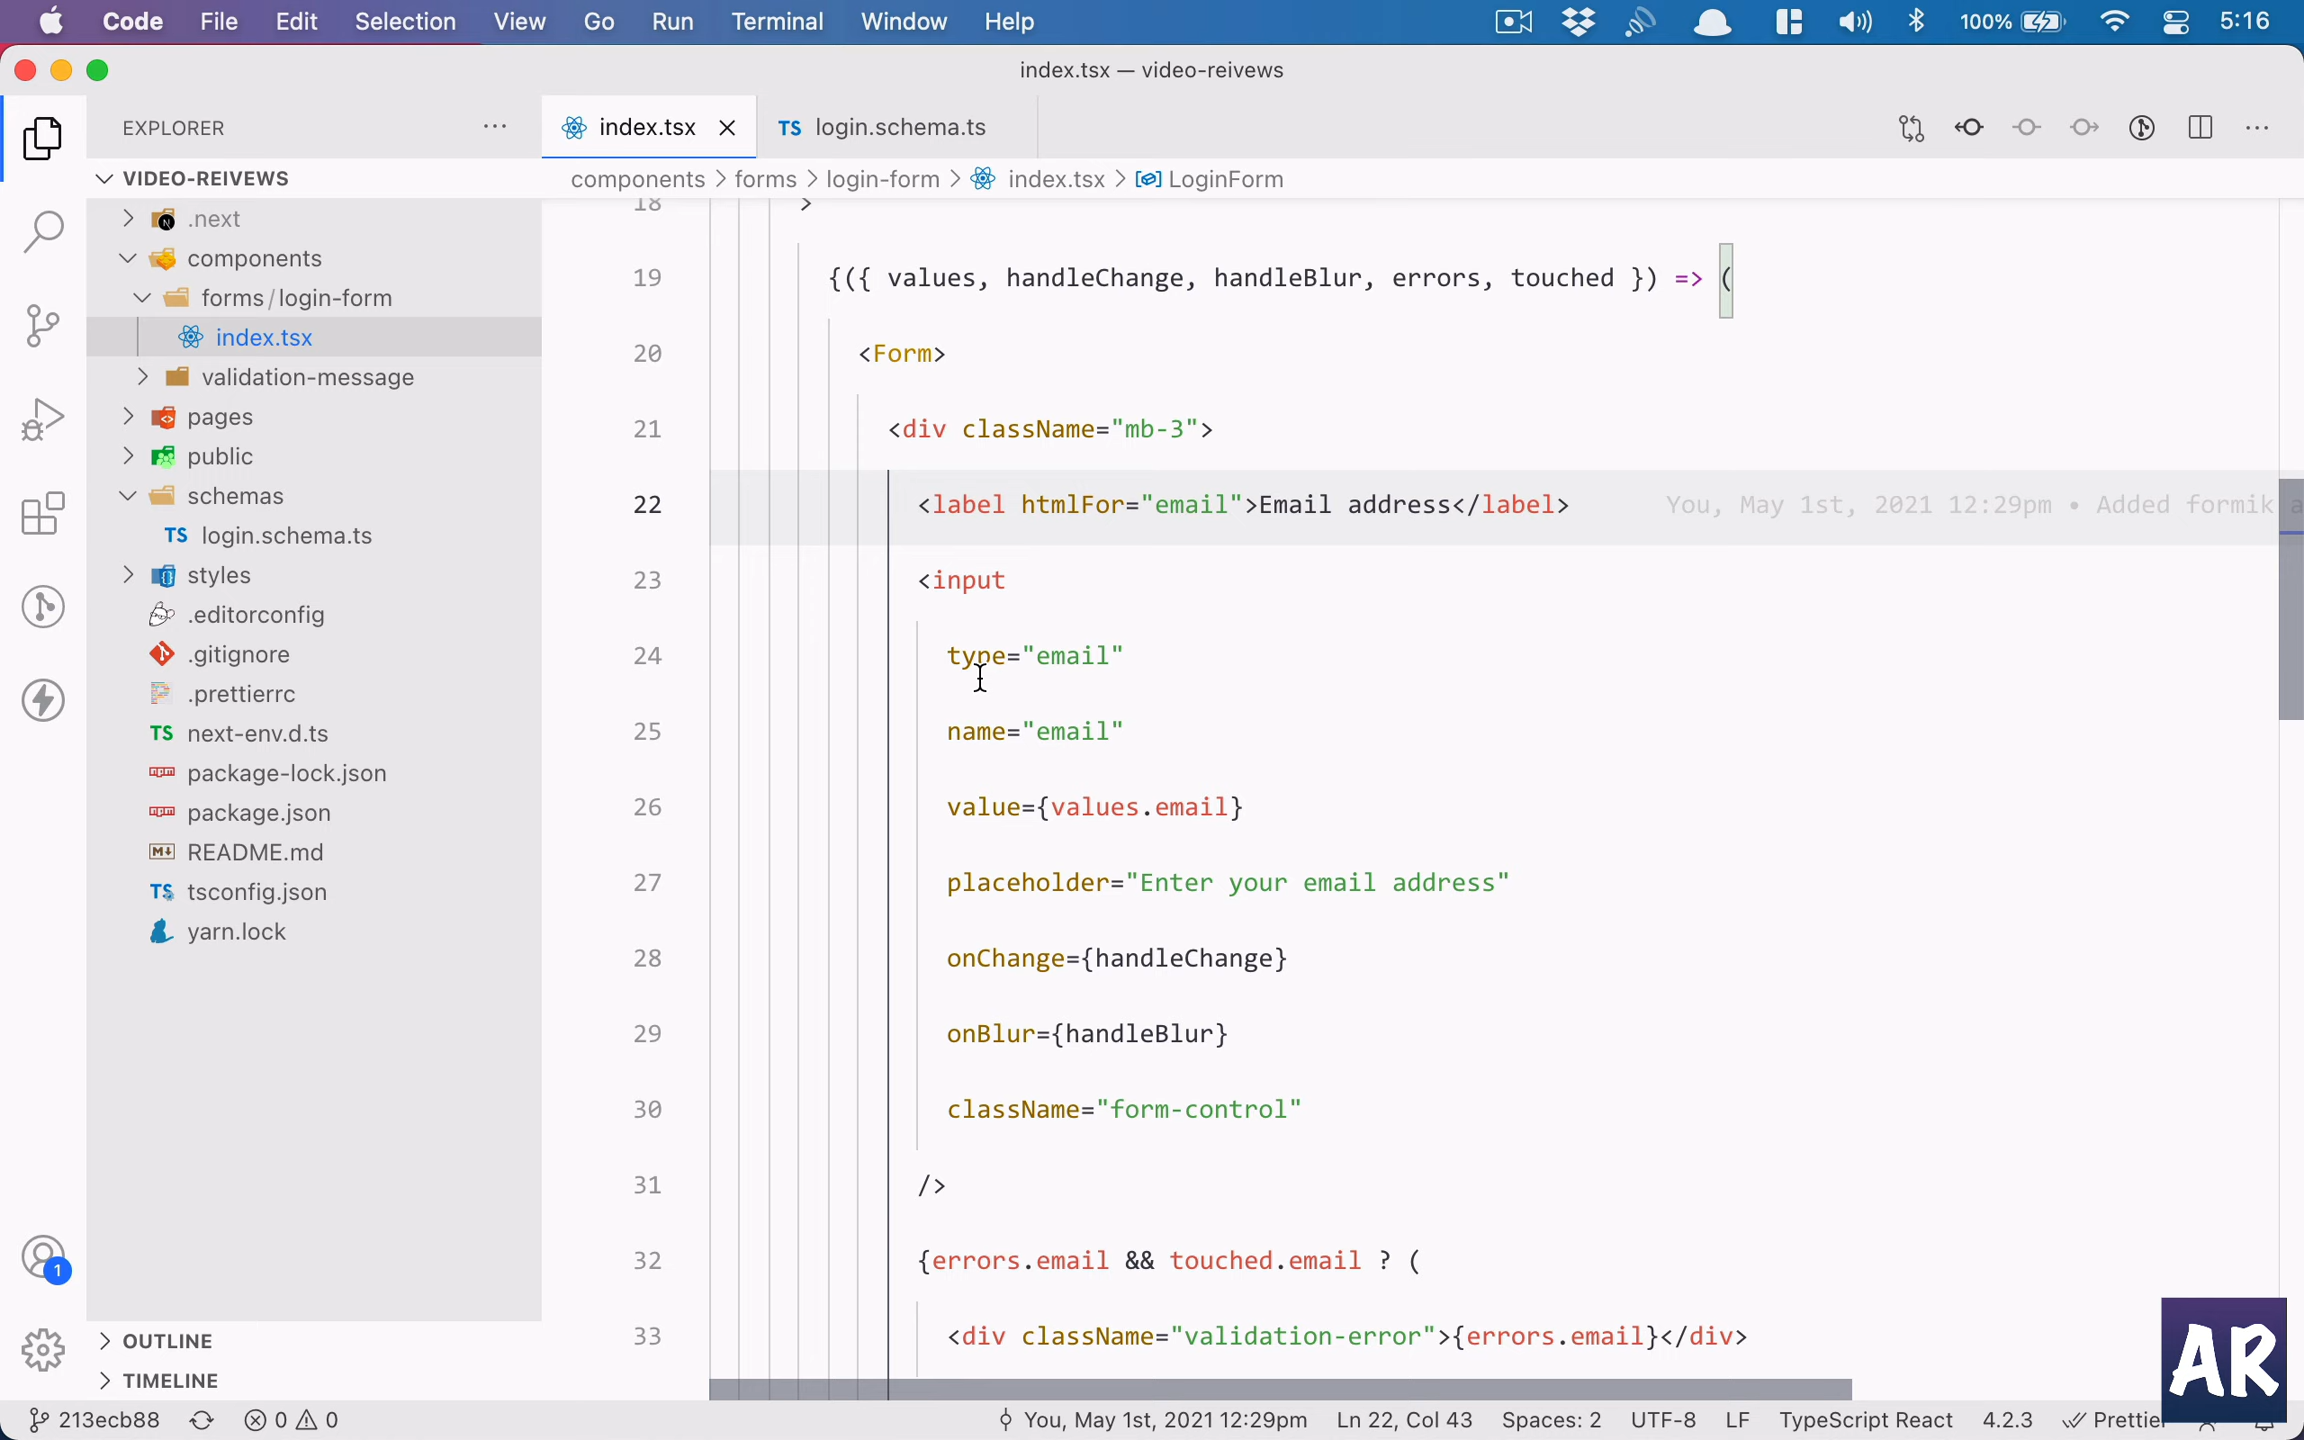 Code File Edit Selection View Go Run Terminal Window Help 100% 5:16
index.tsx — video-reivews
EXPLORER
index.tsx
TS login.schema.ts
components > forms > login-form > index.tsx > LoginForm
VIDEO-REIVEWS
.next
components
forms/login-form
index.tsx
validation-message
pages
public
schemas
TS login.schema.ts
styles
.editorconfig
.gitignore
.prettierrc
TS next-env.d.ts
package-lock.json
package.json
README.md
TS tsconfig.json
yarn.lock
OUTLINE
TIMELINE
18 >
19 {({ values, handleChange, handleBlur, errors, touched }) => (
20 <Form>
21 <div className="mb-3">
22 <label htmlFor="email">Email address</label> You, May 1st, 2021 12:29pm • Added formik a
23 <input
24 type="email"
25 name="email"
26 value={values.email}
27 placeholder="Enter your email address"
28 onChange={handleChange}
29 onBlur={handleBlur}
30 className="form-control"
31 />
32 {errors.email && touched.email ? (
33 <div className="validation-error">{errors.email}</div>
1
AR
213ecb88 0 0 You, May 1st, 2021 12:29pm Ln 22, Col 43 Spaces: 2 UTF-8 LF TypeScript React 4.2.3 Prettier